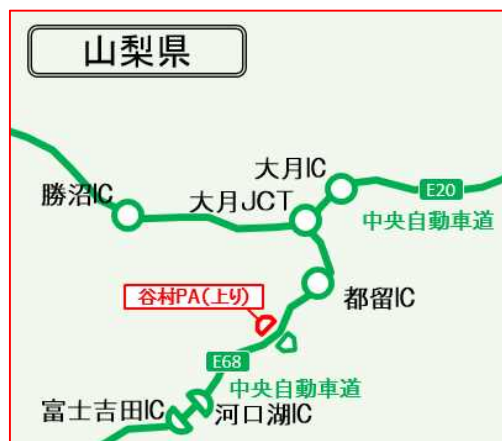 山梨県
大月IC
E20
勝沼IC
大月JCT
中央自動車道
谷村PA(上り)
都留IC
E68
中央自動車道
富士吉田IC
河口湖IC